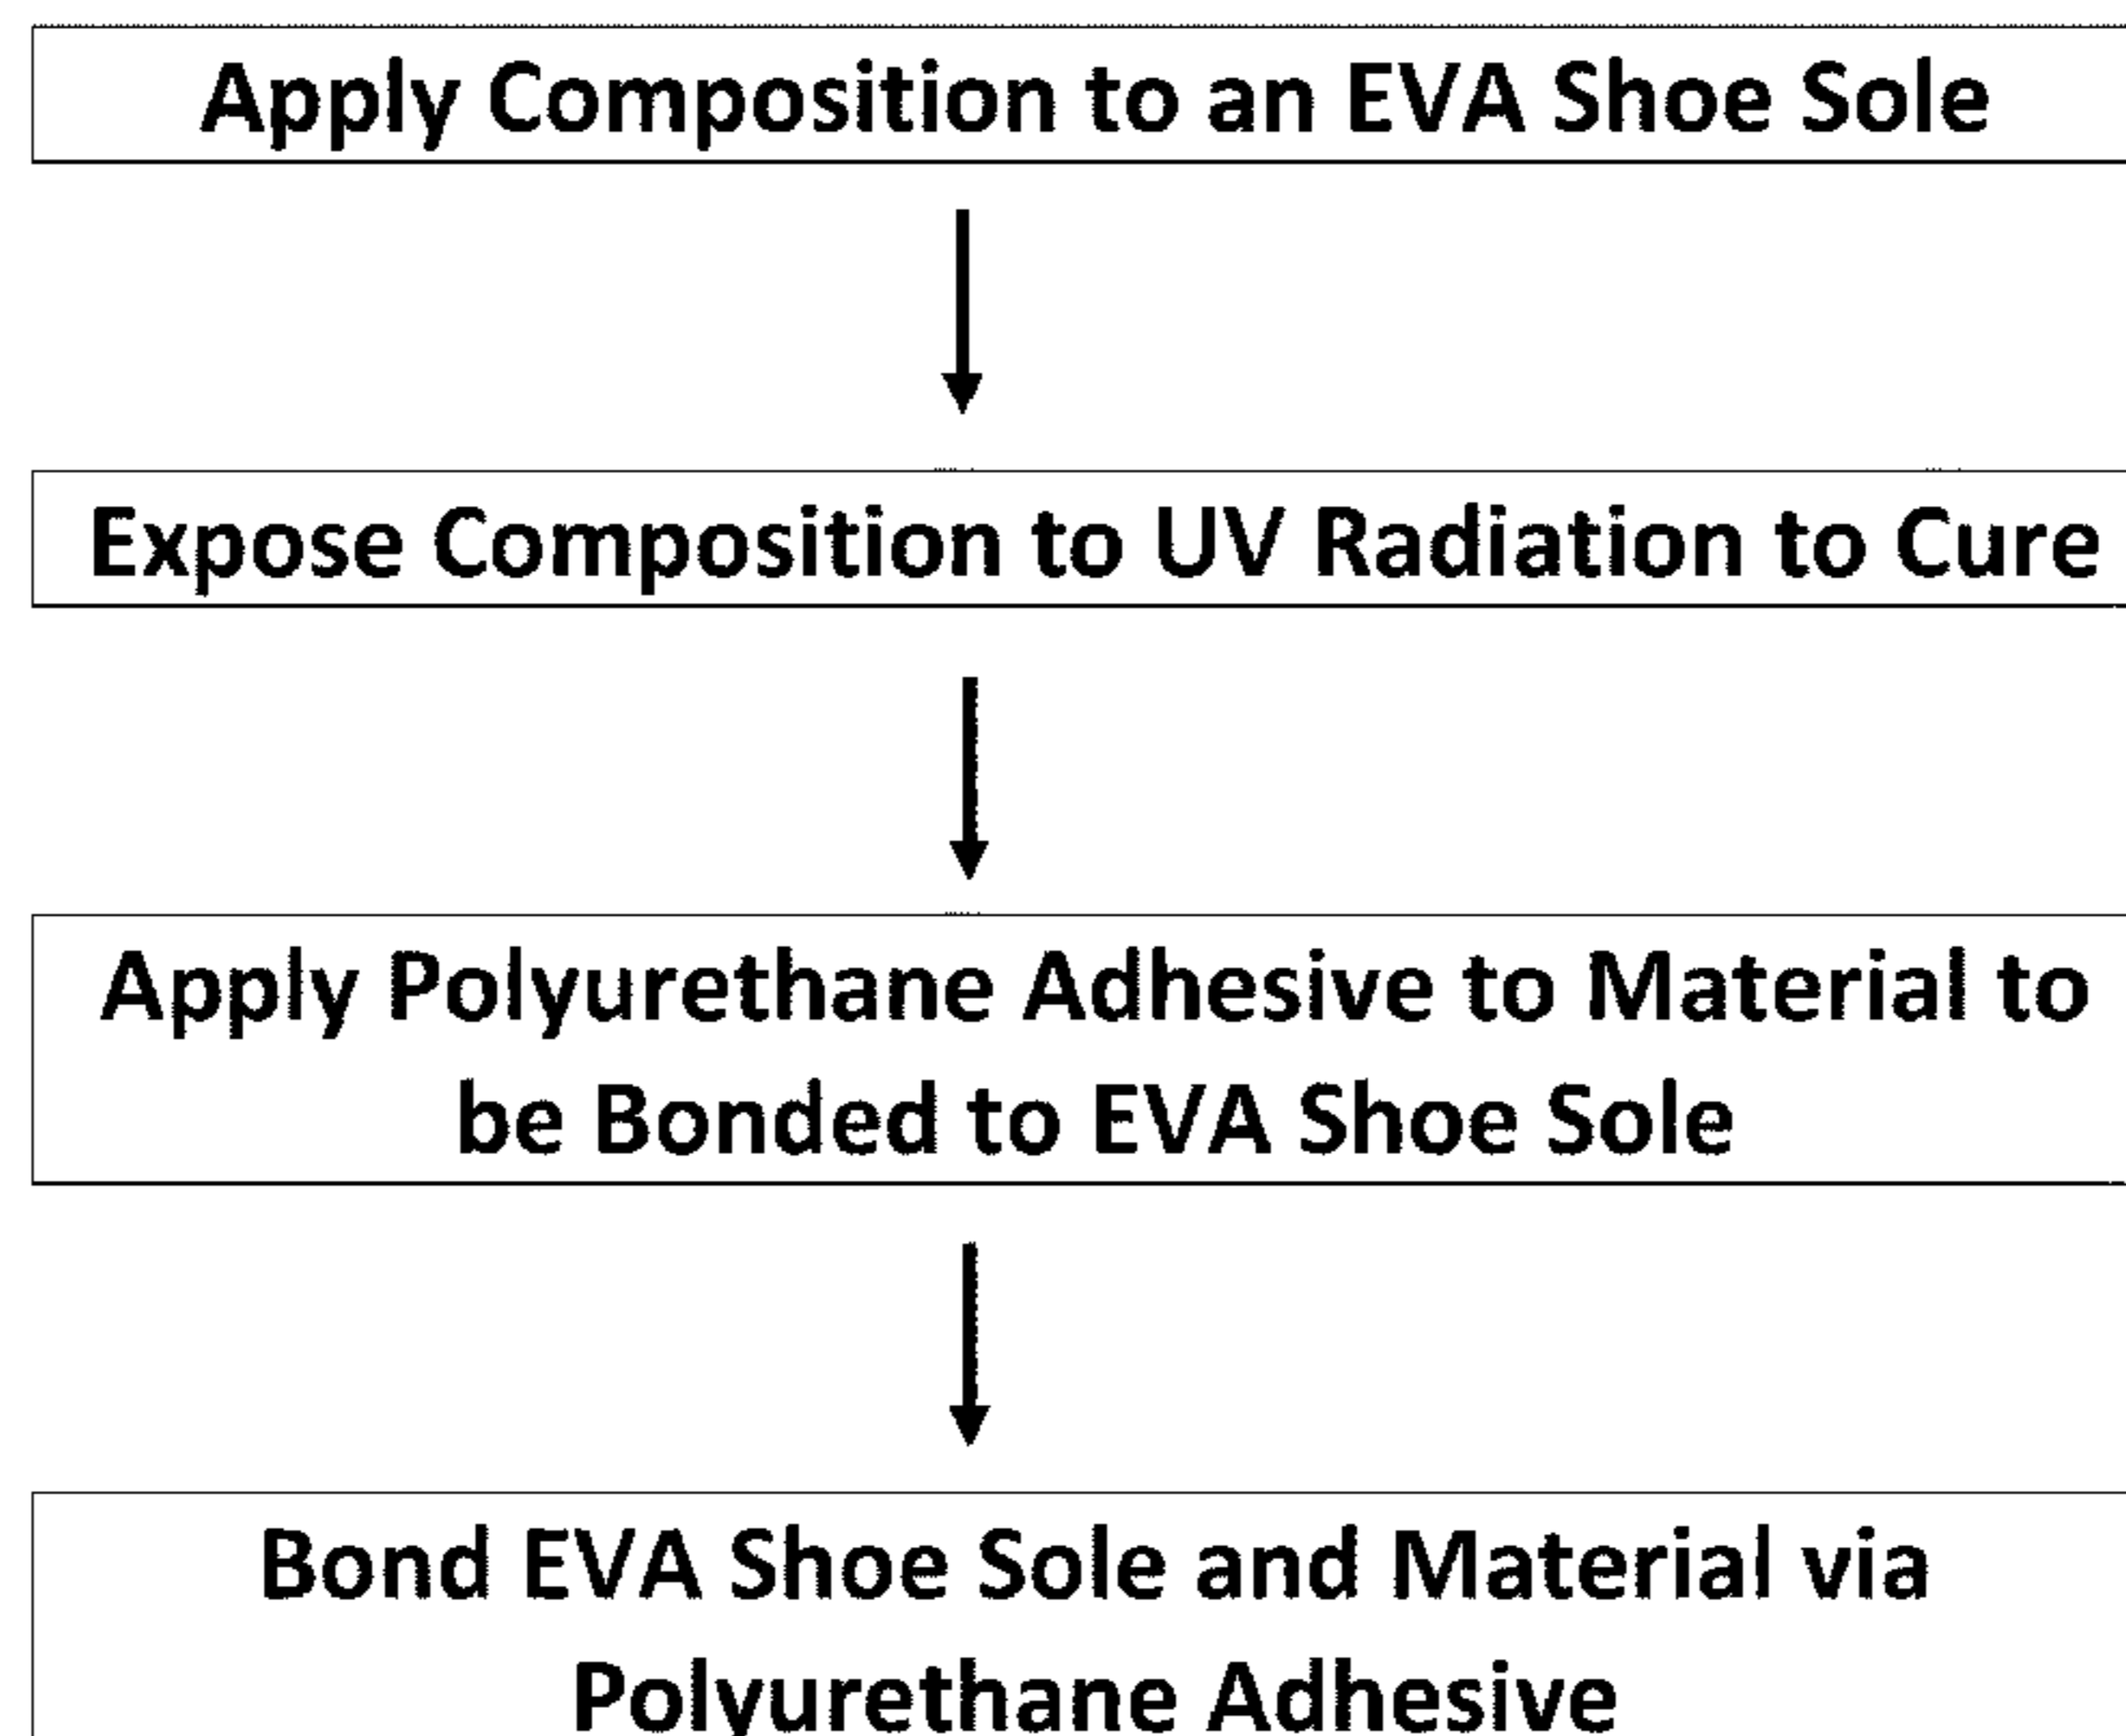 Apply Composition to an EVA Shoe Sole
Expose Composition to UV Radiation to Cure
Apply Polyurethane Adhesive to Material to
be Bonded to EVA Shoe Sole
Bond EVA Shoe Sole and Material via
Polyurethane Adhesive